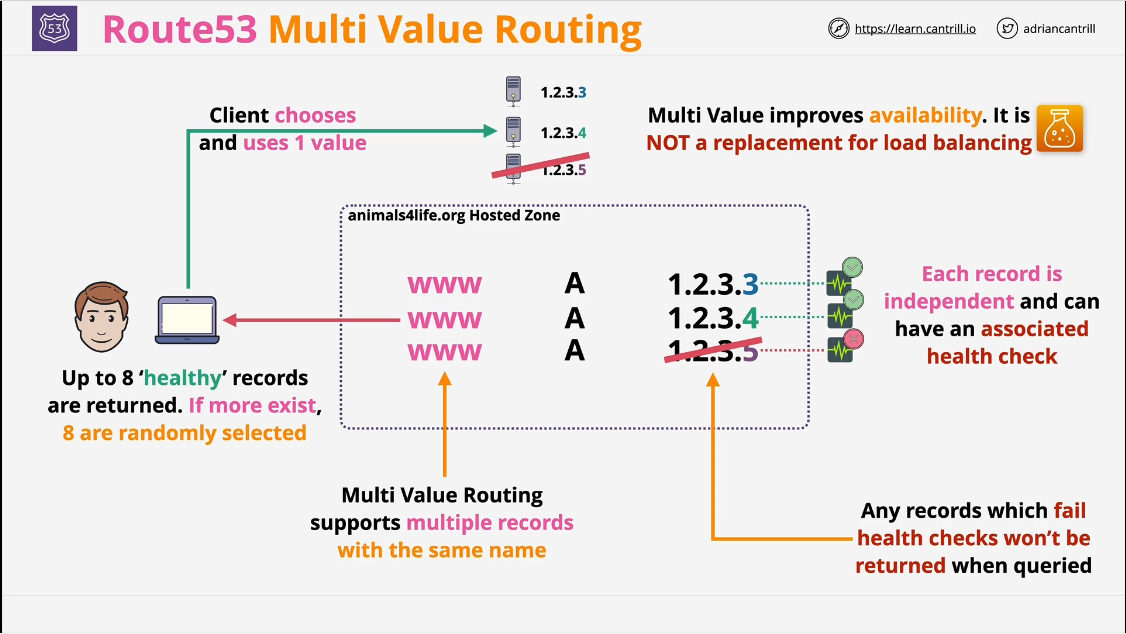 53
Route53 Multi Value Routing
https://learn.cantrill.io
adriancantrill
1.2.3.3
1.2.3.4
1.2.3.5
Client chooses
and uses 1 value
Multi Value improves availability. It is
NOT a replacement for load balancing
animals4life.org Hosted Zone
www A 1.2.3.3
www A 1.2.3.4
www A 1.2.3.5
Each record is
independent and can
have an associated
health check
Up to 8 ‘healthy’ records
are returned. If more exist,
8 are randomly selected
Multi Value Routing
supports multiple records
with the same name
Any records which fail
health checks won’t be
returned when queried